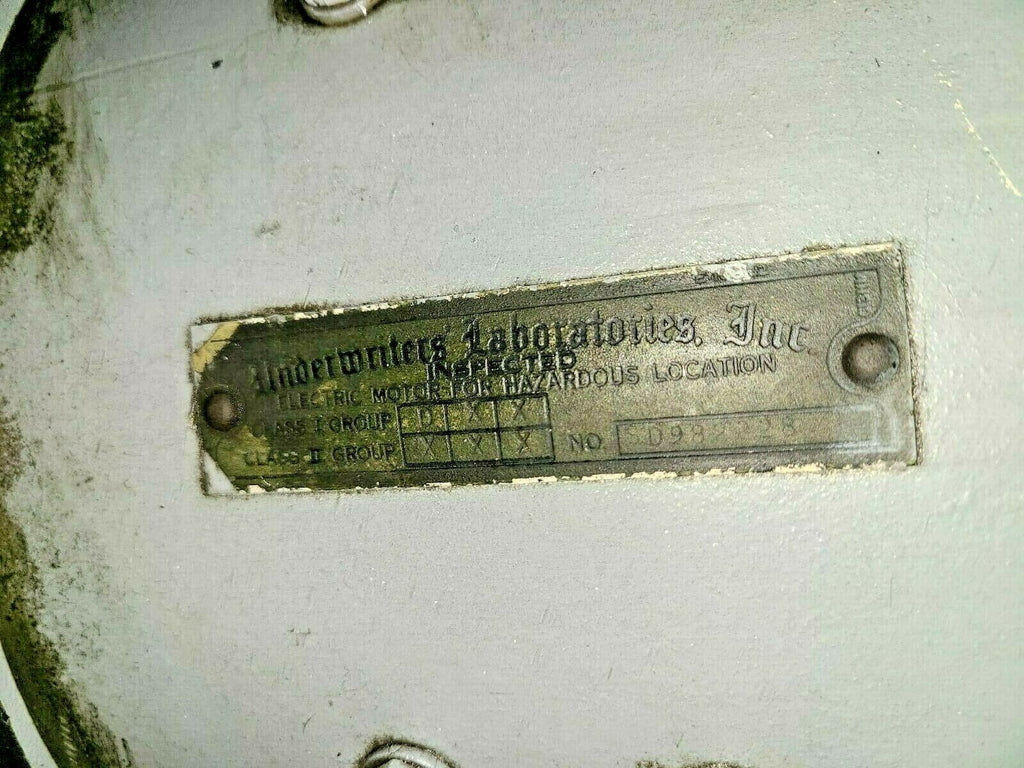 Underwriters' Laboratories, Inc.
INSPECTED
ELECTRIC MOTOR FOR HAZARDOUS LOCATION
CLASS I GROUP D X X
CLASS II GROUP X X X NO.